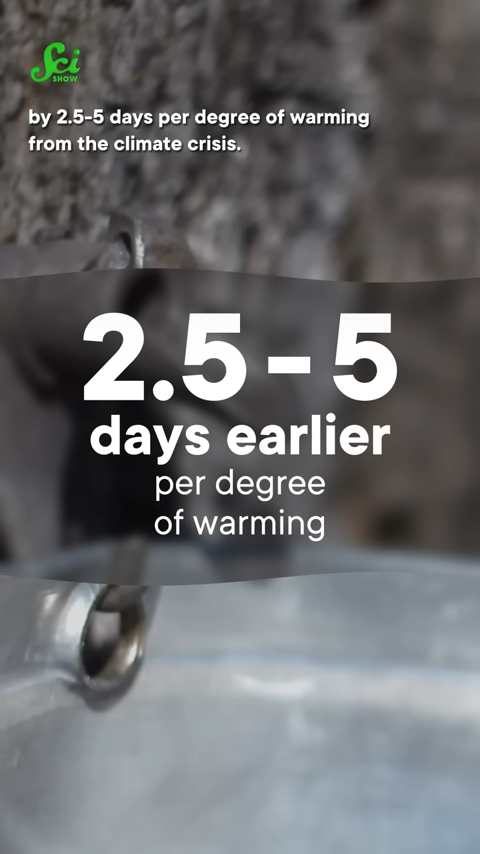 Sci
SHOW
by 2.5-5 days per degree of warming
from the climate crisis.
2.5-5
days earlier
per degree
of warming